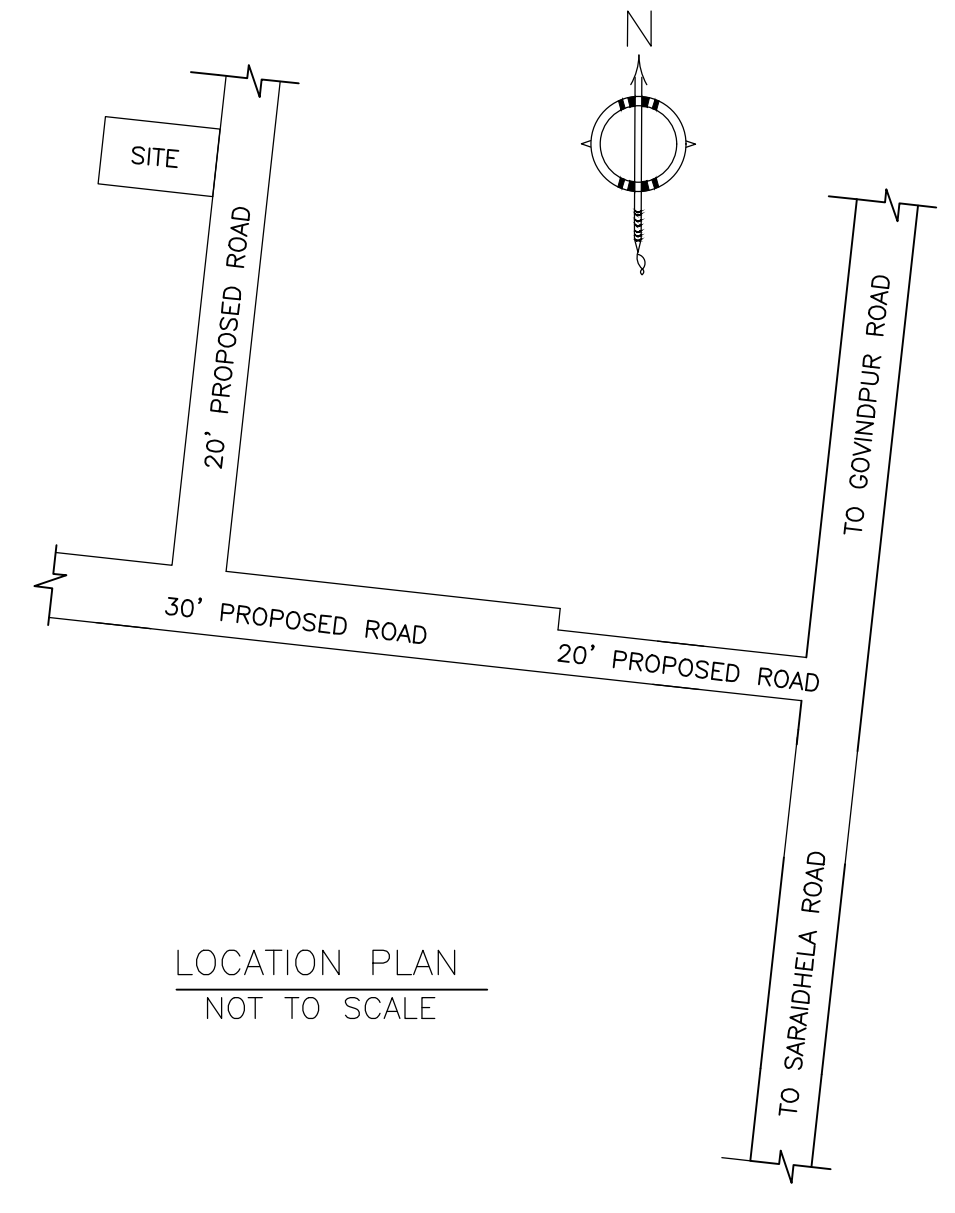 N
SITE
20' PROPOSED ROAD
TO GOVINDPUR ROAD
30' PROPOSED ROAD
20' PROPOSED ROAD
TO SARAIDHELA ROAD
LOCATION PLAN
NOT TO SCALE